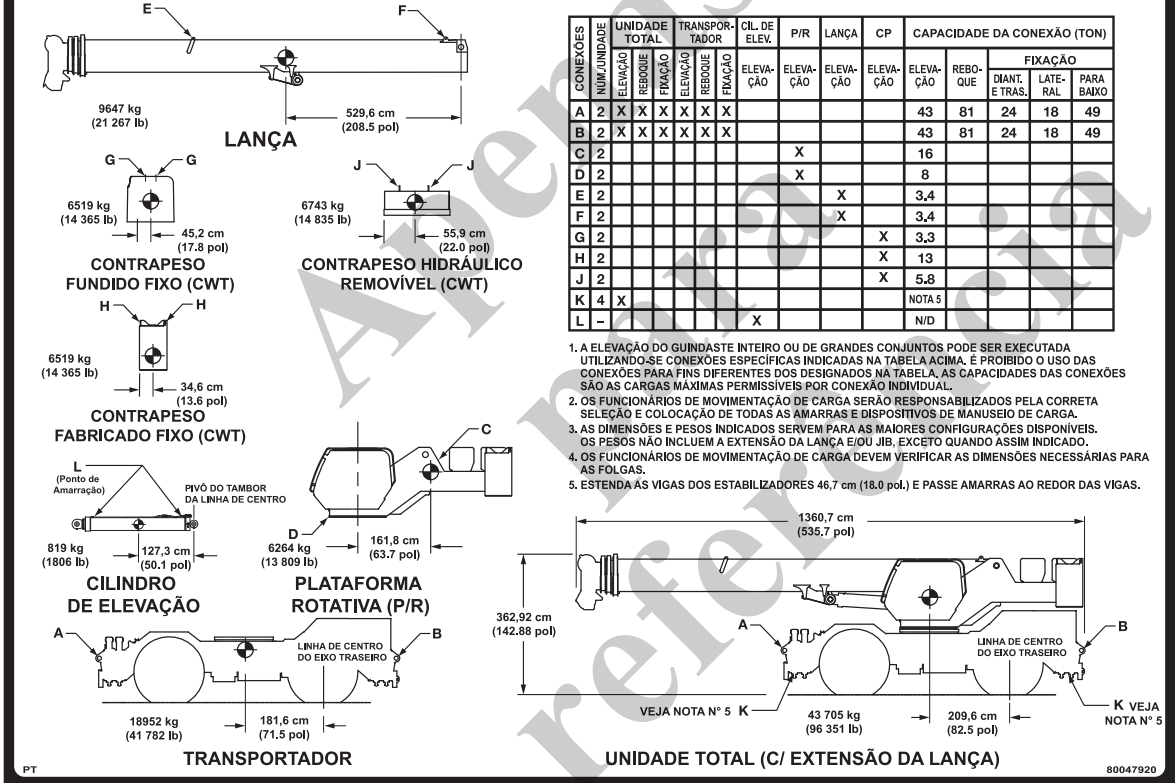 E
F
9647 kg
(21 267 lb)
529,6 cm
(208.5 pol)
LANÇA
G G
6519 kg
(14 365 lb)
45,2 cm
(17.8 pol)
CONTRAPESO
FUNDIDO FIXO (CWT)
J J
6743 kg
(14 835 lb)
55,9 cm
(22.0 pol)
CONTRAPESO HIDRÁULICO
REMOVÍVEL (CWT)
H H
6519 kg
(14 365 lb)
34,6 cm
(13.6 pol)
CONTRAPESO
FABRICADO FIXO (CWT)
L
(Ponto de
Amarração)
PIVÔ DO TAMBOR
DA LINHA DE CENTRO
819 kg
(1806 lb)
127,3 cm
(50.1 pol)
CILINDRO
DE ELEVAÇÃO
C
D
6264 kg
(13 809 lb)
161,8 cm
(63.7 pol)
PLATAFORMA
ROTATIVA (P/R)
A
B
LINHA DE CENTRO
DO EIXO TRASEIRO
18952 kg
(41 782 lb)
181,6 cm
(71.5 pol)
TRANSPORTADOR
CONEXÕES NÚM./UNIDADE UNIDADE TOTAL TRANSPOR-TADOR CIL. DE ELEV. P/R LANÇA CP CAPACIDADE DA CONEXÃO (TON)
ELEVAÇÃO REBOQUE FIXAÇÃO ELEVAÇÃO REBOQUE FIXAÇÃO ELEVA-ÇÃO ELEVA-ÇÃO ELEVA-ÇÃO ELEVA-ÇÃO ELEVA-ÇÃO REBO-QUE FIXAÇÃO
DIANT. E TRAS. LATE-RAL PARA BAIXO
A 2 X X X X X X 43 81 24 18 49
B 2 X X X X X X 43 81 24 18 49
C 2 X 16
D 2 X 8
E 2 X 3.4
F 2 X 3.4
G 2 X 3.3
H 2 X 13
J 2 X 5.8
K 4 X NOTA 5
L – X N/D
1. A ELEVAÇÃO DO GUINDASTE INTEIRO OU DE GRANDES CONJUNTOS PODE SER EXECUTADA
UTILIZANDO-SE CONEXÕES ESPECÍFICAS INDICADAS NA TABELA ACIMA. É PROIBIDO O USO DAS
CONEXÕES PARA FINS DIFERENTES DOS DESIGNADOS NA TABELA. AS CAPACIDADES DAS CONEXÕES
SÃO AS CARGAS MÁXIMAS PERMISSÍVEIS POR CONEXÃO INDIVIDUAL.
2. OS FUNCIONÁRIOS DE MOVIMENTAÇÃO DE CARGA SERÃO RESPONSABILIZADOS PELA CORRETA
SELEÇÃO E COLOCAÇÃO DE TODAS AS AMARRAS E DISPOSITIVOS DE MANUSEIO DE CARGA.
3. AS DIMENSÕES E PESOS INDICADOS SERVEM PARA AS MAIORES CONFIGURAÇÕES DISPONÍVEIS.
OS PESOS NÃO INCLUEM A EXTENSÃO DA LANÇA E/OU JIB, EXCETO QUANDO ASSIM INDICADO.
4. OS FUNCIONÁRIOS DE MOVIMENTAÇÃO DE CARGA DEVEM VERIFICAR AS DIMENSÕES NECESSÁRIAS PARA
AS FOLGAS.
5. ESTENDA AS VIGAS DOS ESTABILIZADORES 46,7 cm (18.0 pol.) E PASSE AMARRAS AO REDOR DAS VIGAS.
1360,7 cm
(535.7 pol)
362,92 cm
(142.88 pol)
A
B
LINHA DE CENTRO
DO EIXO TRASEIRO
VEJA NOTA N° 5 K
K VEJA
NOTA N° 5
43 705 kg
(96 351 lb)
209,6 cm
(82.5 pol)
UNIDADE TOTAL (C/ EXTENSÃO DA LANÇA)
PT
80047920
Apenas
para
referência